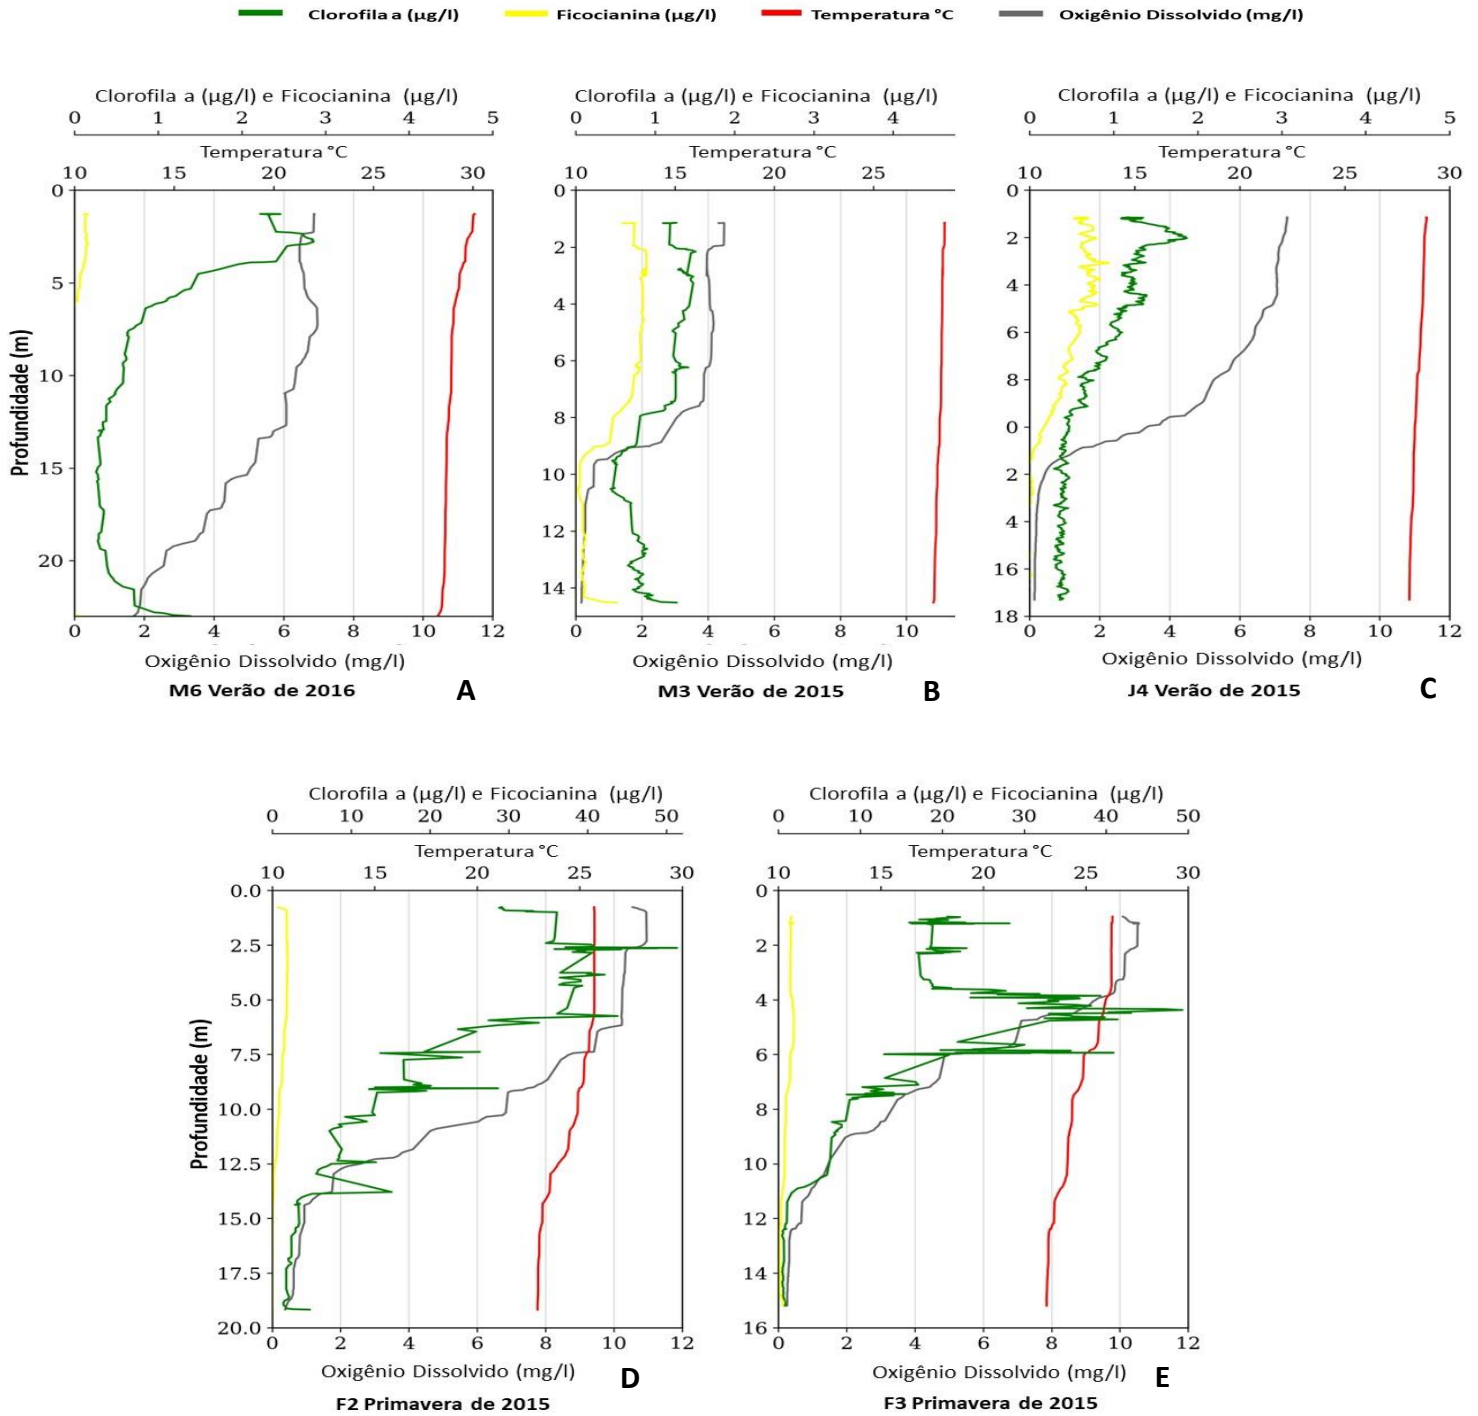 Clorofila a (µg/l) Ficocianina (µg/l) Temperatura °C Oxigênio Dissolvido (mg/l)
Clorofila a (µg/l) e Ficocianina (µg/l)
0 1 2 3 4 5
Temperatura °C
10 15 20 25 30
0
5
10
15
20
Profundidade (m)
0 2 4 6 8 10 12
Oxigênio Dissolvido (mg/l)
M6 Verão de 2016 A
Clorofila a (µg/l) e Ficocianina (µg/l)
0 1 2 3 4
Temperatura °C
10 15 20 25
0
2
4
6
8
10
12
14
0 2 4 6 8 10
Oxigênio Dissolvido (mg/l)
M3 Verão de 2015 B
Clorofila a (µg/l) e Ficocianina (µg/l)
0 1 2 3 4 5
Temperatura °C
10 15 20 25 30
0
2
4
6
8
0
2
4
16
18
0 2 4 6 8 10 12
Oxigênio Dissolvido (mg/l)
J4 Verão de 2015 C
Clorofila a (µg/l) e Ficocianina (µg/l)
0 10 20 30 40 50
Temperatura °C
10 15 20 25 30
0.0
2.5
5.0
7.5
10.0
12.5
15.0
17.5
20.0
Profundidade (m)
0 2 4 6 8 10 12
Oxigênio Dissolvido (mg/l)
F2 Primavera de 2015 D
Clorofila a (µg/l) e Ficocianina (µg/l)
0 10 20 30 40 50
Temperatura °C
10 15 20 25 30
0
2
4
6
8
10
12
14
16
0 2 4 6 8 10 12
Oxigênio Dissolvido (mg/l)
F3 Primavera de 2015 E